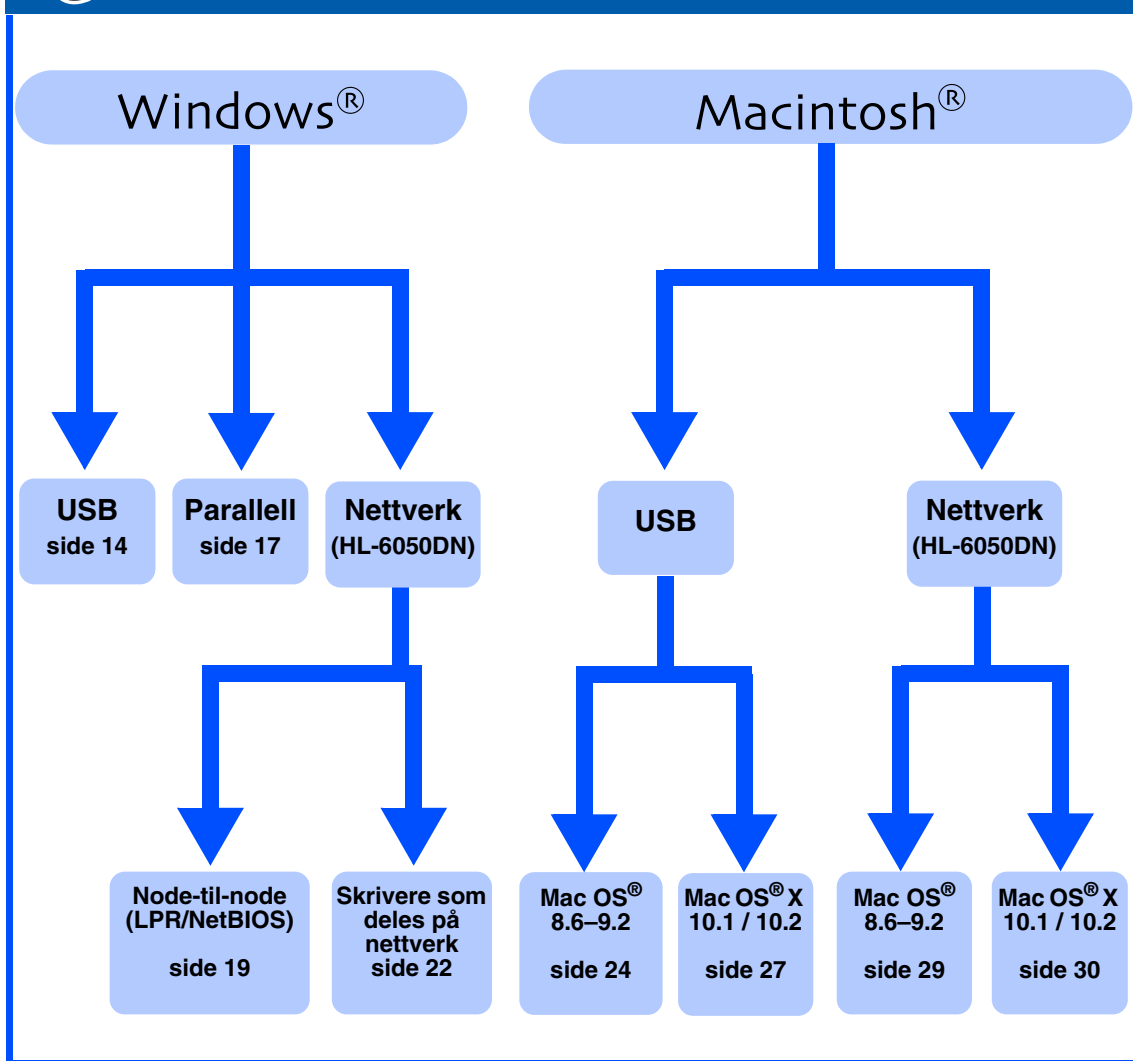 Windows®
Macintosh®
USB
side 14
Parallell
side 17
Nettverk
(HL-6050DN)
USB
Nettverk
(HL-6050DN)
Node-til-node
(LPR/NetBIOS)
side 19
Skrivere som
deles på
nettverk
side 22
Mac OS®
8.6–9.2
side 24
Mac OS® X
10.1 / 10.2
side 27
Mac OS®
8.6–9.2
side 29
Mac OS® X
10.1 / 10.2
side 30